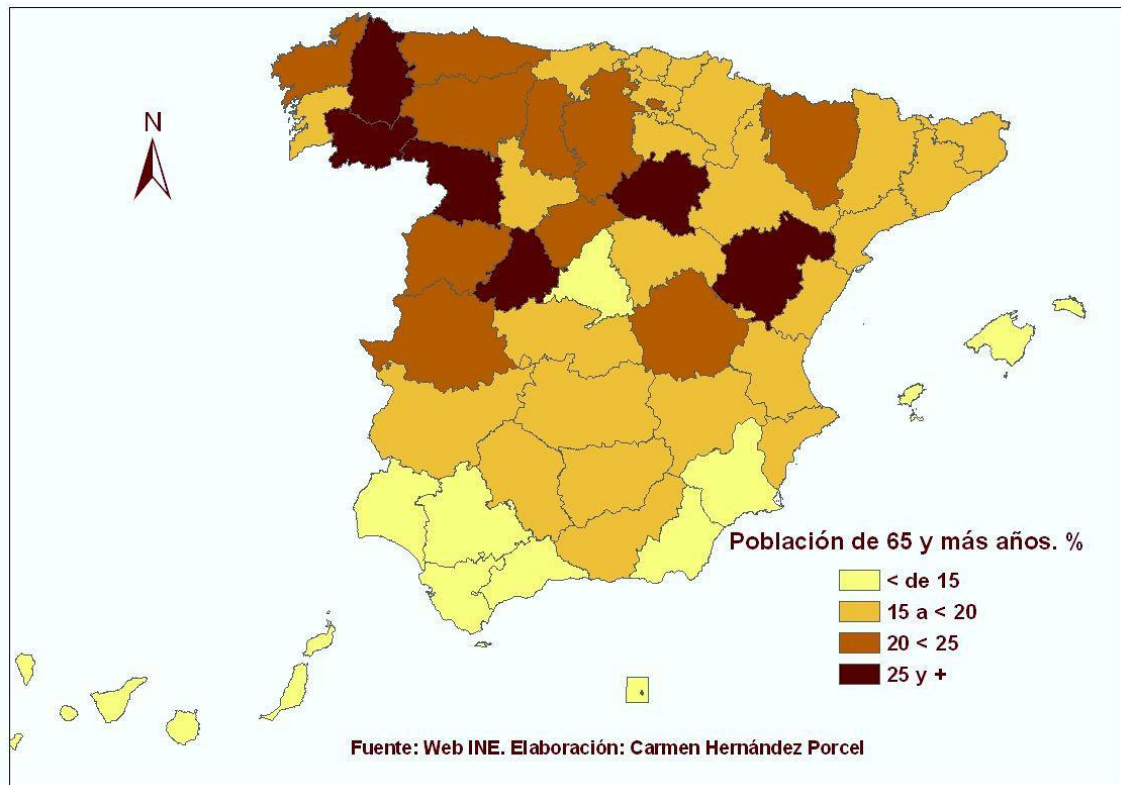 N
Población de 65 y más años. %
< de 15
15 a < 20
20 < 25
25 y +
Fuente: Web INE. Elaboración: Carmen Hernández Porcel